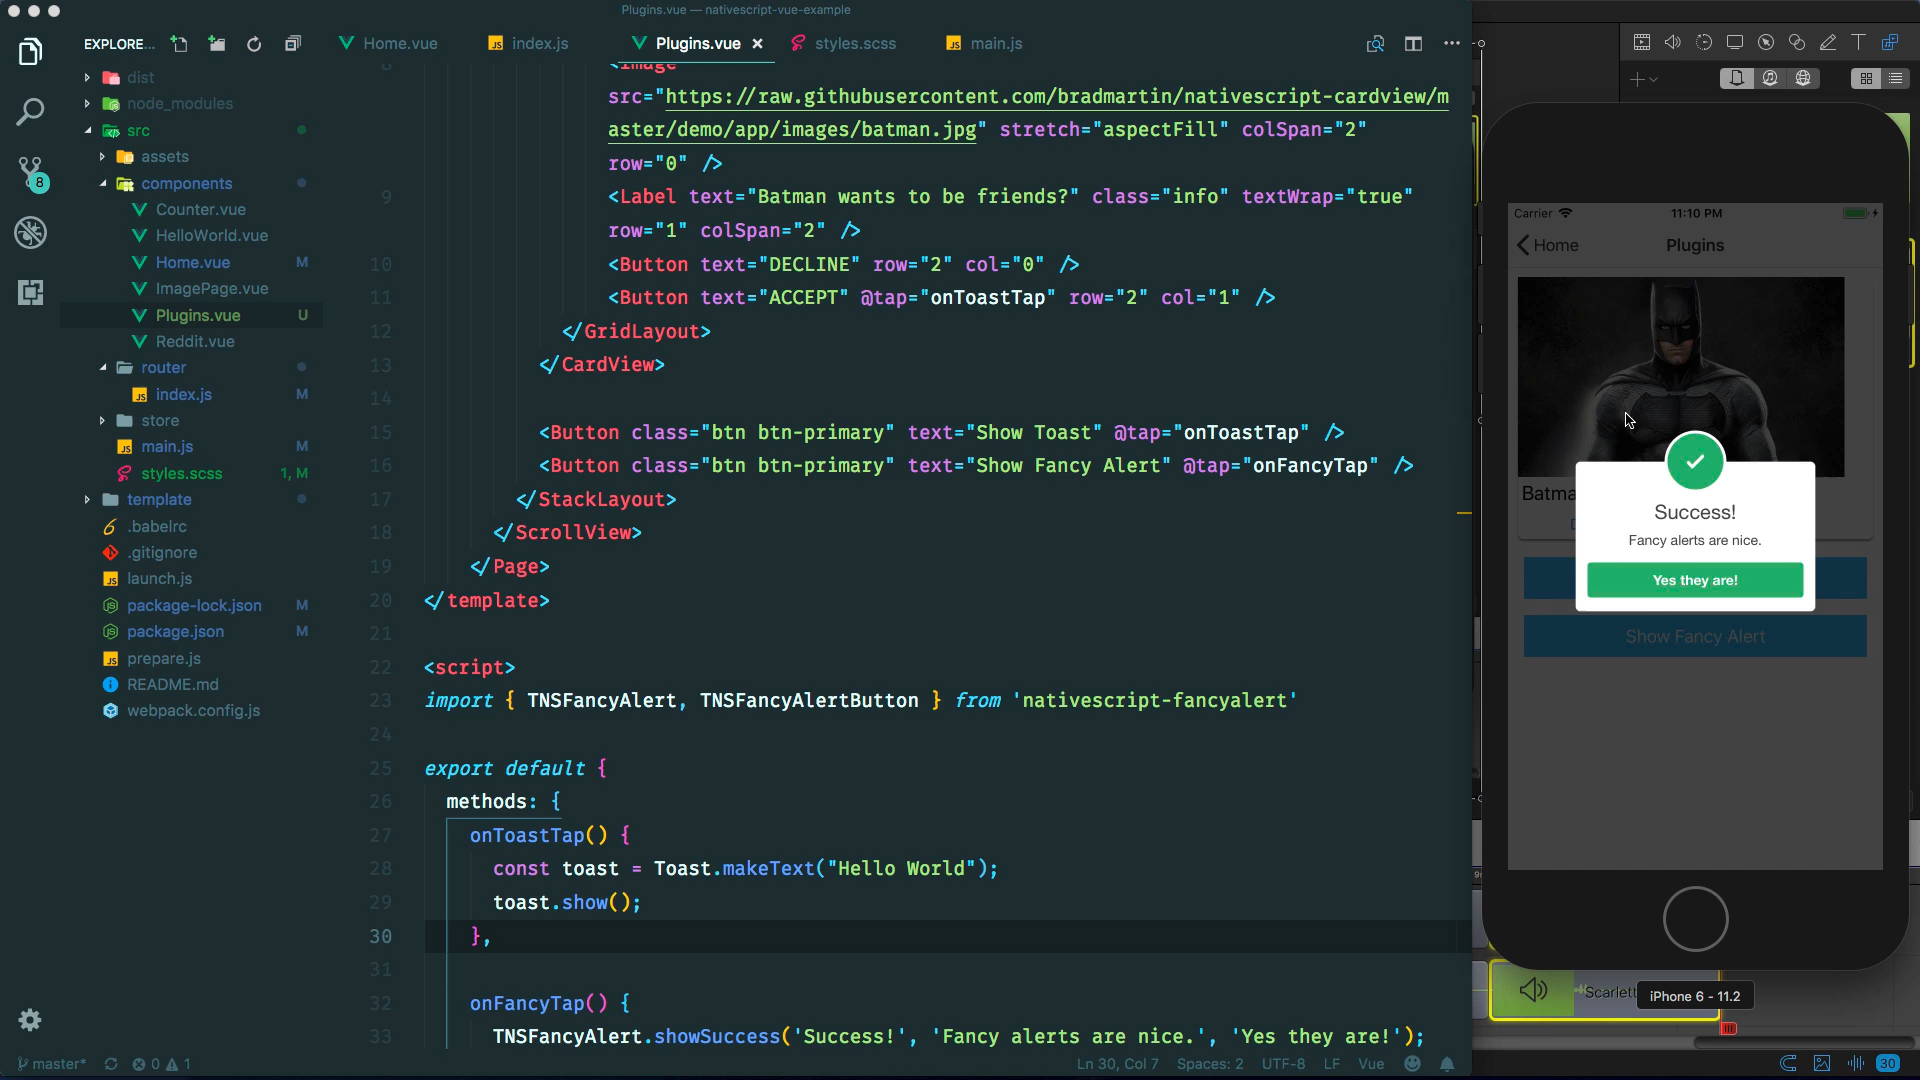 Plugins.vue — nativescript-vue-example
EXPLORE...
Home.vue
index.js
Plugins.vue
styles.scss
main.js
dist
node_modules
src
assets
components
Counter.vue
HelloWorld.vue
Home.vue M
ImagePage.vue
Plugins.vue U
Reddit.vue
router
index.js M
store
main.js M
styles.scss 1, M
template
.babelrc
.gitignore
launch.js
package-lock.json M
package.json M
prepare.js
README.md
webpack.config.js
8
8 <Image
src="https://raw.githubusercontent.com/bradmartin/nativescript-cardview/m
aster/demo/app/images/batman.jpg" stretch="aspectFill" colSpan="2"
row="0" />
9 <Label text="Batman wants to be friends?" class="info" textWrap="true"
row="1" colSpan="2" />
10 <Button text="DECLINE" row="2" col="0" />
11 <Button text="ACCEPT" @tap="onToastTap" row="2" col="1" />
12 </GridLayout>
13 </CardView>
14
15 <Button class="btn btn-primary" text="Show Toast" @tap="onToastTap" />
16 <Button class="btn btn-primary" text="Show Fancy Alert" @tap="onFancyTap" />
17 </StackLayout>
18 </ScrollView>
19 </Page>
20 </template>
21
22 <script>
23 import { TNSFancyAlert, TNSFancyAlertButton } from 'nativescript-fancyalert'
24
25 export default {
26 methods: {
27 onToastTap() {
28 const toast = Toast.makeText("Hello World");
29 toast.show();
30 },
31
32 onFancyTap() {
33 TNSFancyAlert.showSuccess('Success!', 'Fancy alerts are nice.', 'Yes they are!');
master* 0 1
Ln 30, Col 7 Spaces: 2 UTF-8 LF Vue
Carrier 11:10 PM
Home Plugins
Batma
Success!
Fancy alerts are nice.
Yes they are!
Show Fancy Alert
Scarlett
iPhone 6 - 11.2
30